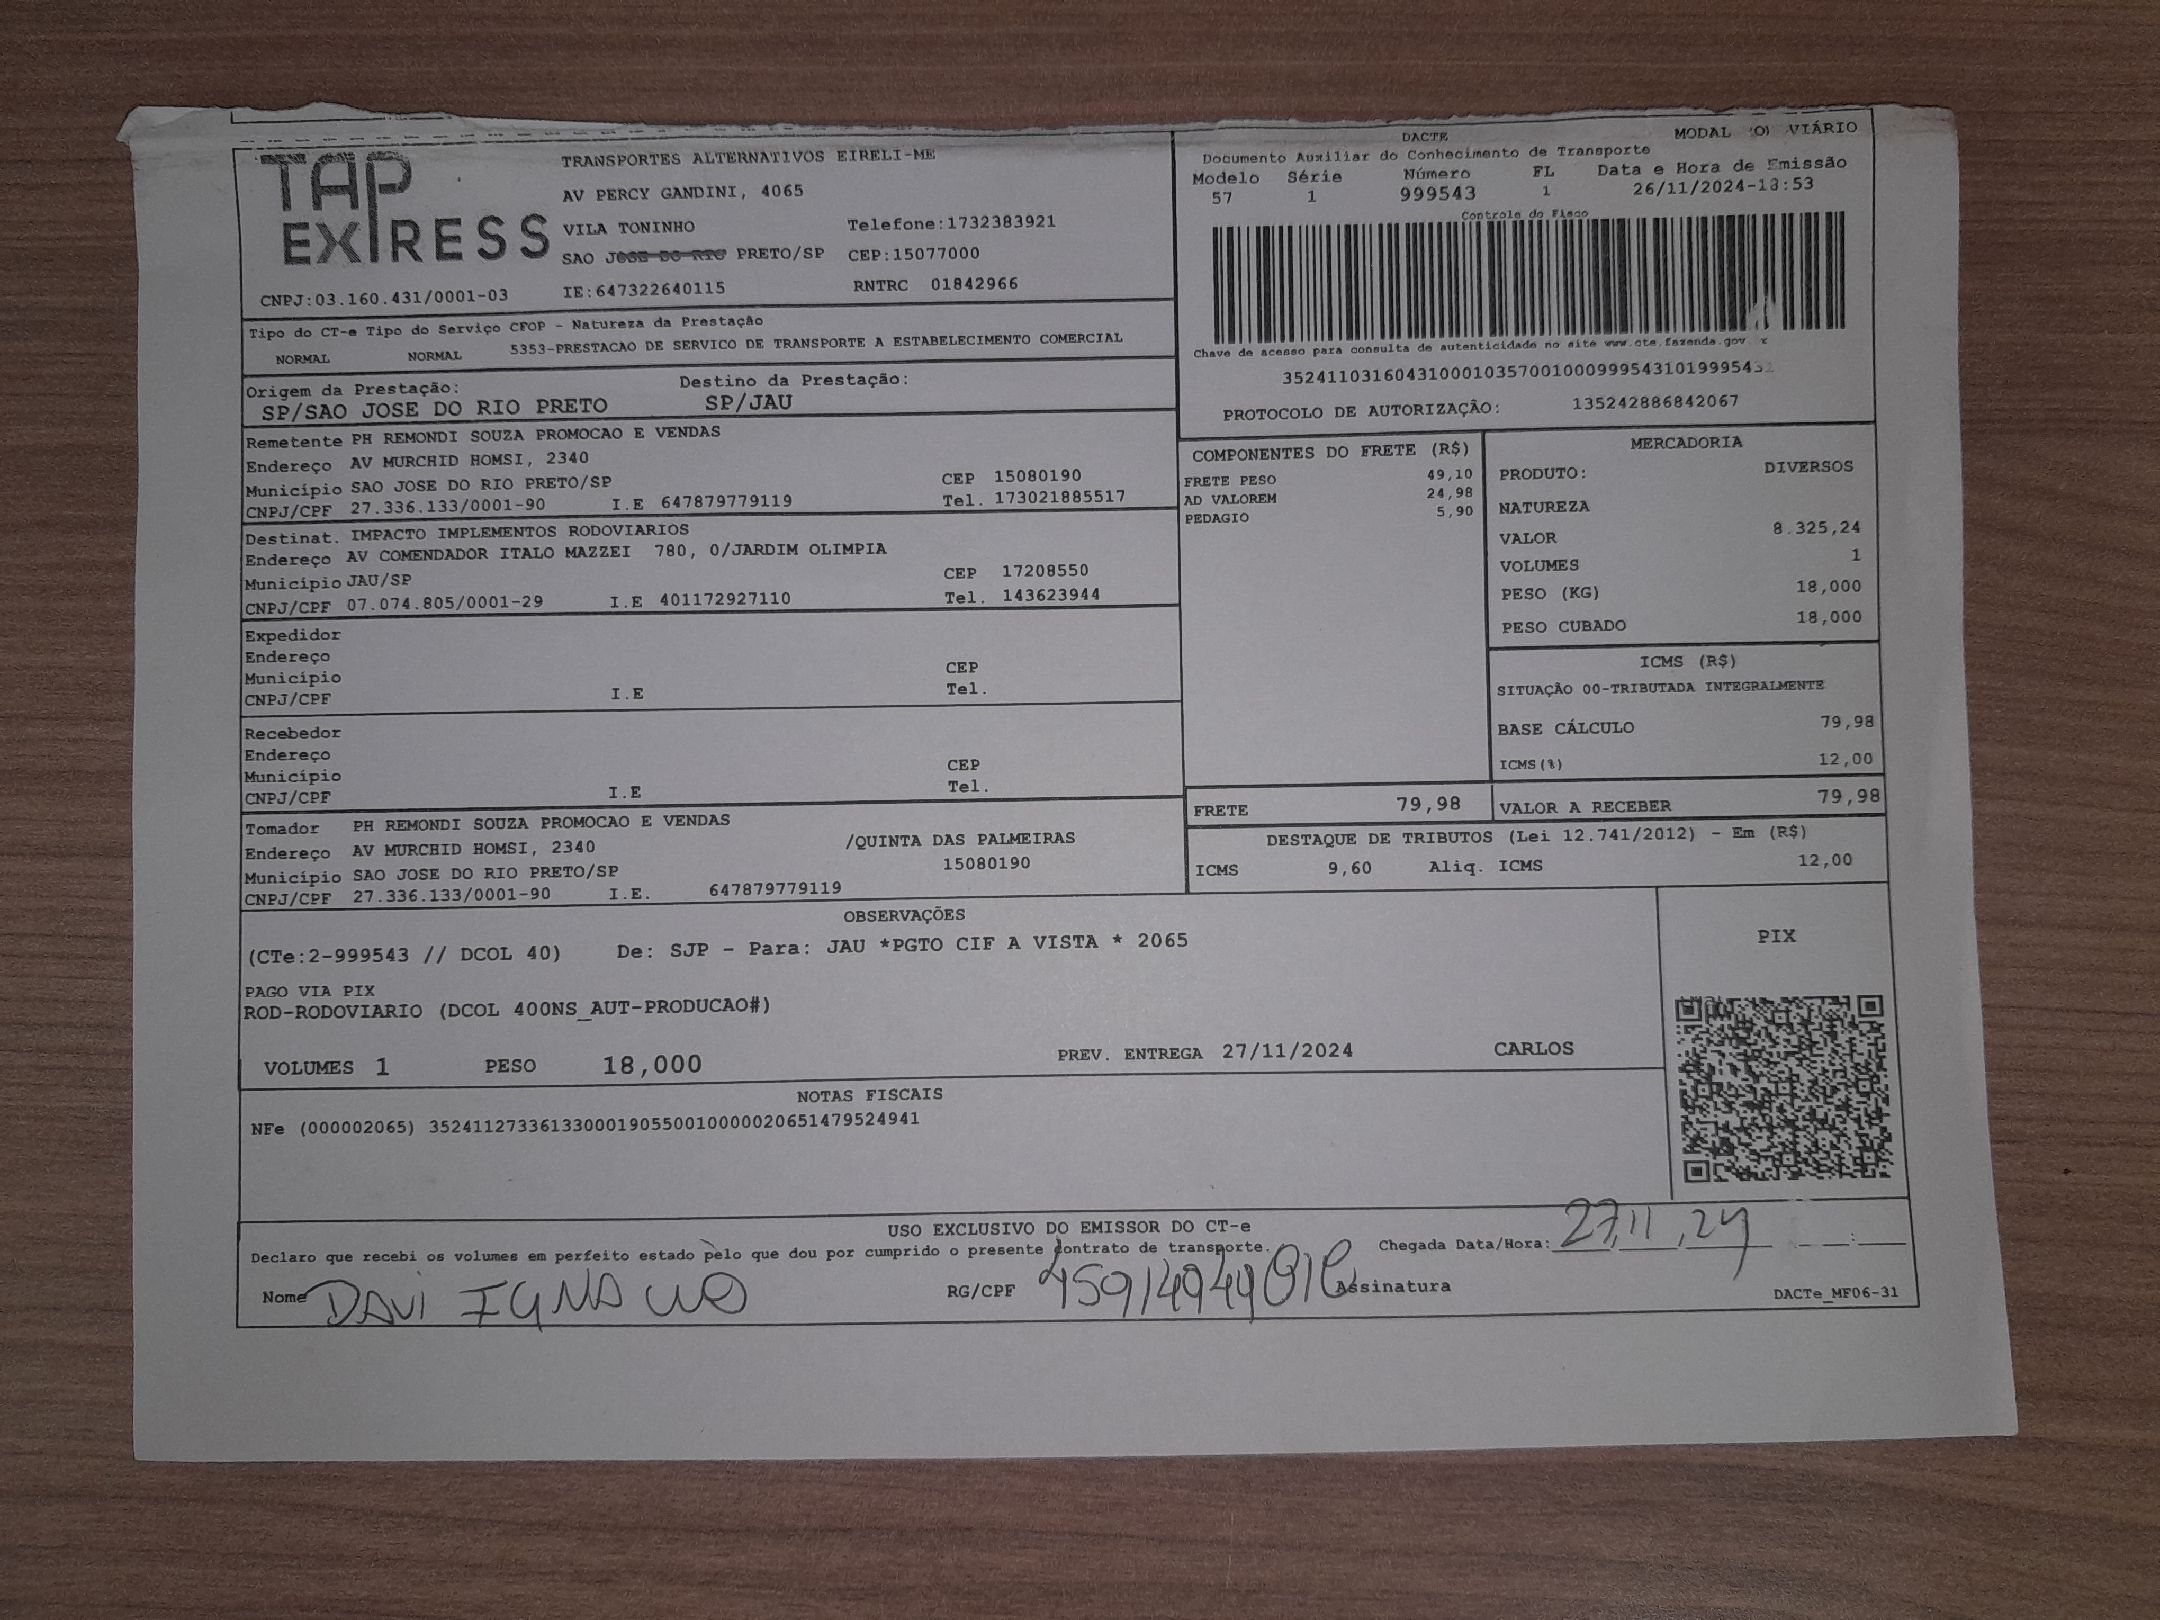 TAP EXPRESS
TRANSPORTES ALTERNATIVOS EIRELI-ME
AV PERCY GANDINI, 4065
VILA TONINHO Telefone:1732383921
SAO JOSE DO RIO PRETO/SP CEP:15077000
CNPJ:03.160.431/0001-03 IE:647322640115 RNTRC 01842966
DACTE MODAL VIÁRIO
Documento Auxiliar do Conhecimento de Transporte
Modelo Série Número FL Data e Hora de Emissão
57 1 999543 1 26/11/2024-18:53
Controle do Fisco
Chave de acesso para consulta de autenticidade no site www.cte.fazenda.gov.
PROTOCOLO DE AUTORIZAÇÃO: 135242886842067
Tipo do CT-e Tipo do Serviço CFOP - Natureza da Prestação
NORMAL NORMAL 5353-PRESTACAO DE SERVICO DE TRANSPORTE A ESTABELECIMENTO COMERCIAL
Origem da Prestação: Destino da Prestação:
SP/SAO JOSE DO RIO PRETO SP/JAU
Remetente PH REMONDI SOUZA PROMOCAO E VENDAS
Endereço AV MURCHID HOMSI, 2340
Município SAO JOSE DO RIO PRETO/SP CEP 15080190
CNPJ/CPF 27.336.133/0001-90 I.E 647879779119 Tel. 173021885517
Destinat. IMPACTO IMPLEMENTOS RODOVIARIOS
Endereço AV COMENDADOR ITALO MAZZEI 780, 0/JARDIM OLIMPIA
Município JAU/SP CEP 17208550
CNPJ/CPF 07.074.805/0001-29 I.E 401172927110 Tel. 143623944
Expedidor
Endereço
Município CEP
CNPJ/CPF I.E Tel.
Recebedor
Endereço
Município CEP
CNPJ/CPF I.E Tel.
Tomador PH REMONDI SOUZA PROMOCAO E VENDAS
Endereço AV MURCHID HOMSI, 2340 /QUINTA DAS PALMEIRAS
Município SAO JOSE DO RIO PRETO/SP 15080190
CNPJ/CPF 27.336.133/0001-90 I.E. 647879779119
COMPONENTES DO FRETE (R$)
FRETE PESO 49,10
AD VALOREM 24,98
PEDAGIO 5,90
MERCADORIA
PRODUTO: DIVERSOS
NATUREZA
VALOR 8.325,24
VOLUMES 1
PESO (KG) 18,000
PESO CUBADO 18,000
ICMS (R$)
SITUAÇÃO 00-TRIBUTADA INTEGRALMENTE
BASE CÁLCULO 79,98
ICMS(%) 12,00
FRETE 79,98 VALOR A RECEBER 79,98
DESTAQUE DE TRIBUTOS (Lei 12.741/2012) - Em (R$)
ICMS 9,60 Aliq. ICMS 12,00
OBSERVAÇÕES
(CTe:2-999543 // DCOL 40) De: SJP - Para: JAU *PGTO CIF A VISTA * 2065
PAGO VIA PIX
ROD-RODOVIARIO (DCOL 400NS_AUT-PRODUCAO#)
VOLUMES 1 PESO 18,000 PREV. ENTREGA 27/11/2024 CARLOS
PIX
NOTAS FISCAIS
NFe (000002065) 35241127336133000190550010000020651479524941
USO EXCLUSIVO DO EMISSOR DO CT-e
Declaro que recebi os volumes em perfeito estado pelo que dou por cumprido o presente contrato de transporte. Chegada Data/Hora: 27,11,24
Nome DAVI IGNACIO RG/CPF Assinatura
DACTe_MF06-31